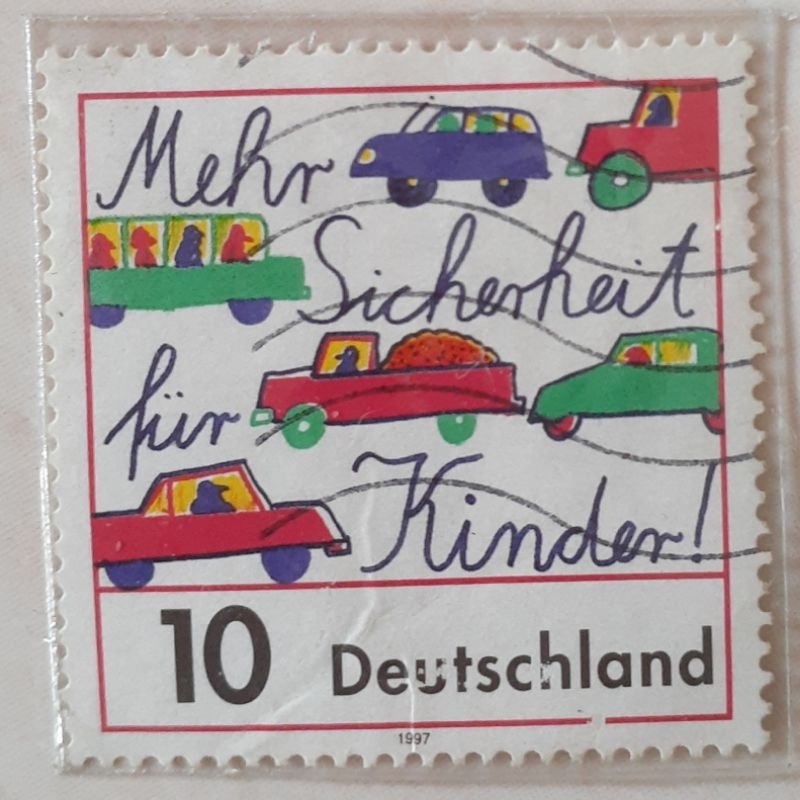 Mehr
Sicherheit
für
Kinder!
10 Deutschland
1997